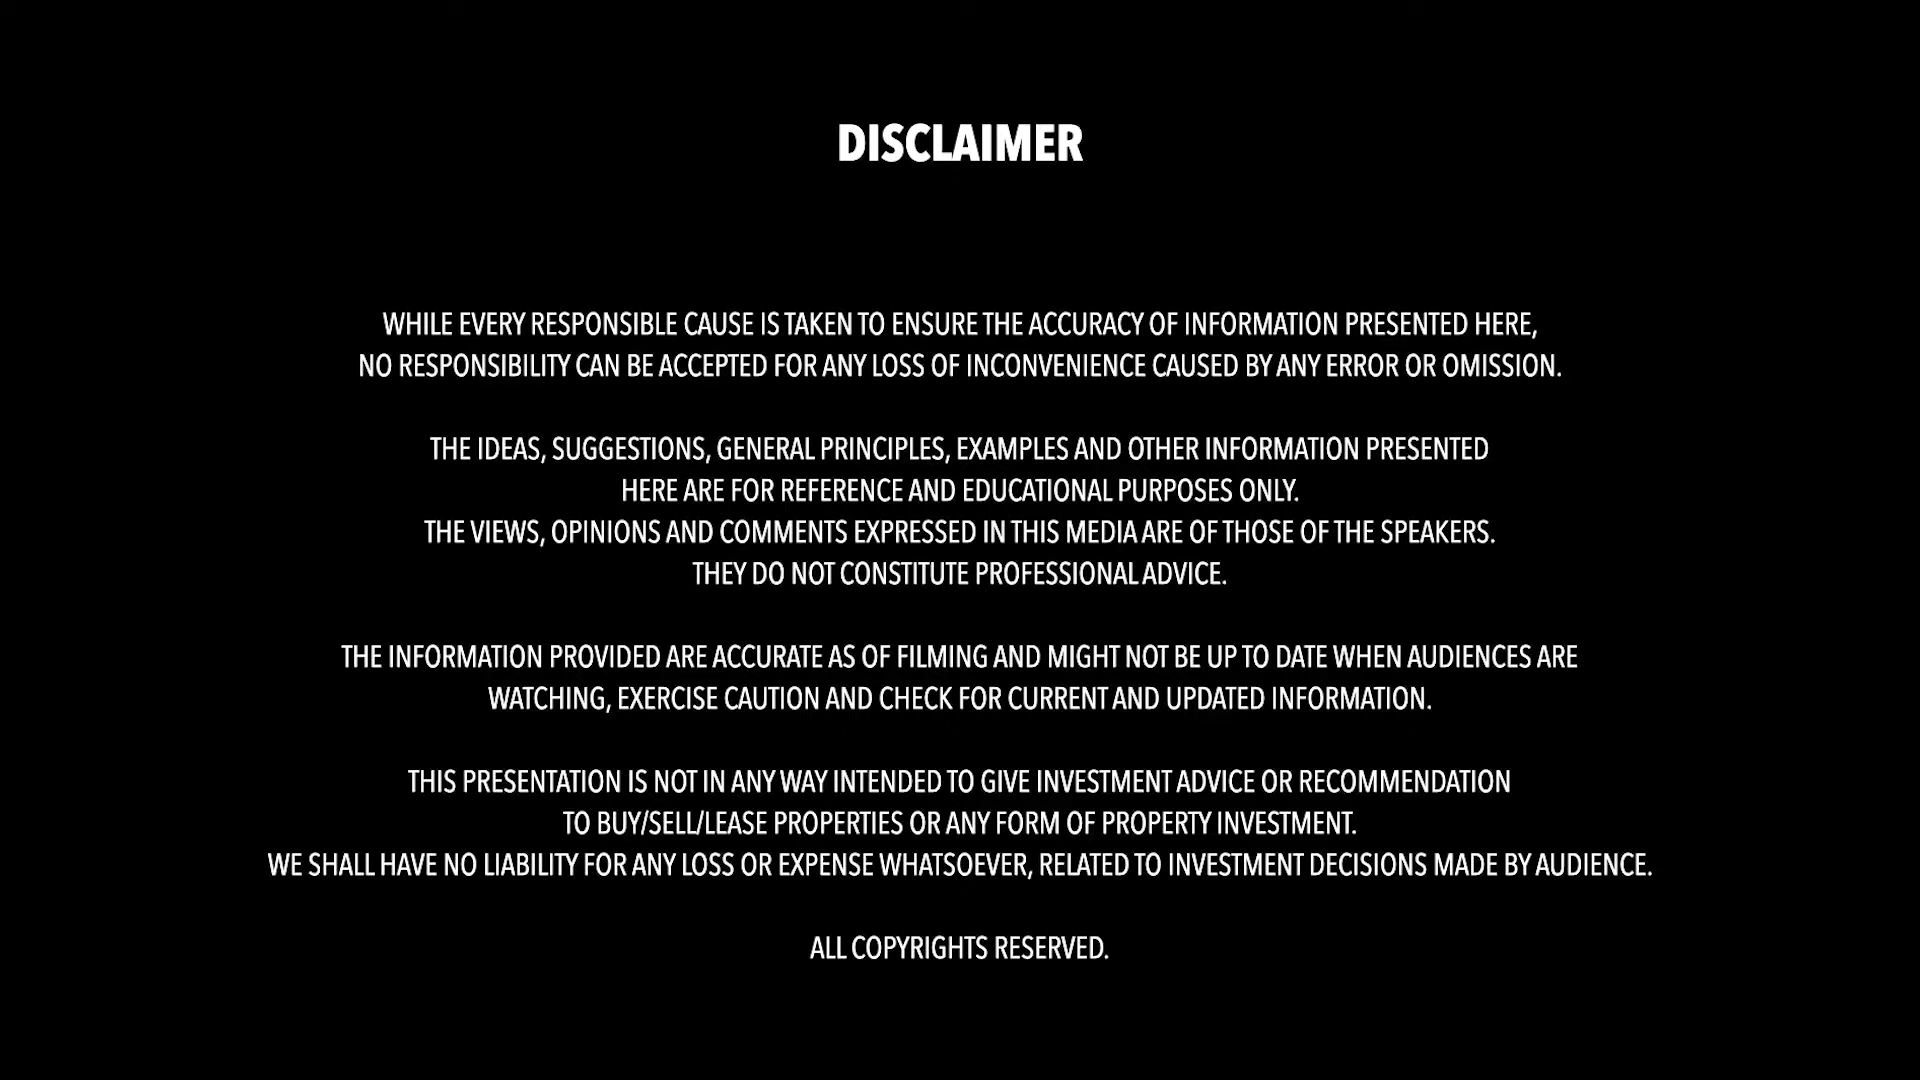 DISCLAIMER
WHILE EVERY RESPONSIBLE CAUSE IS TAKEN TO ENSURE THE ACCURACY OF INFORMATION PRESENTED HERE,
NO RESPONSIBILITY CAN BE ACCEPTED FOR ANY LOSS OF INCONVENIENCE CAUSED BY ANY ERROR OR OMISSION.
THE IDEAS, SUGGESTIONS, GENERAL PRINCIPLES, EXAMPLES AND OTHER INFORMATION PRESENTED
HERE ARE FOR REFERENCE AND EDUCATIONAL PURPOSES ONLY.
THE VIEWS, OPINIONS AND COMMENTS EXPRESSED IN THIS MEDIA ARE OF THOSE OF THE SPEAKERS.
THEY DO NOT CONSTITUTE PROFESSIONAL ADVICE.
THE INFORMATION PROVIDED ARE ACCURATE AS OF FILMING AND MIGHT NOT BE UP TO DATE WHEN AUDIENCES ARE
WATCHING, EXERCISE CAUTION AND CHECK FOR CURRENT AND UPDATED INFORMATION.
THIS PRESENTATION IS NOT IN ANY WAY INTENDED TO GIVE INVESTMENT ADVICE OR RECOMMENDATION
TO BUY/SELL/LEASE PROPERTIES OR ANY FORM OF PROPERTY INVESTMENT.
WE SHALL HAVE NO LIABILITY FOR ANY LOSS OR EXPENSE WHATSOEVER, RELATED TO INVESTMENT DECISIONS MADE BY AUDIENCE.
ALL COPYRIGHTS RESERVED.